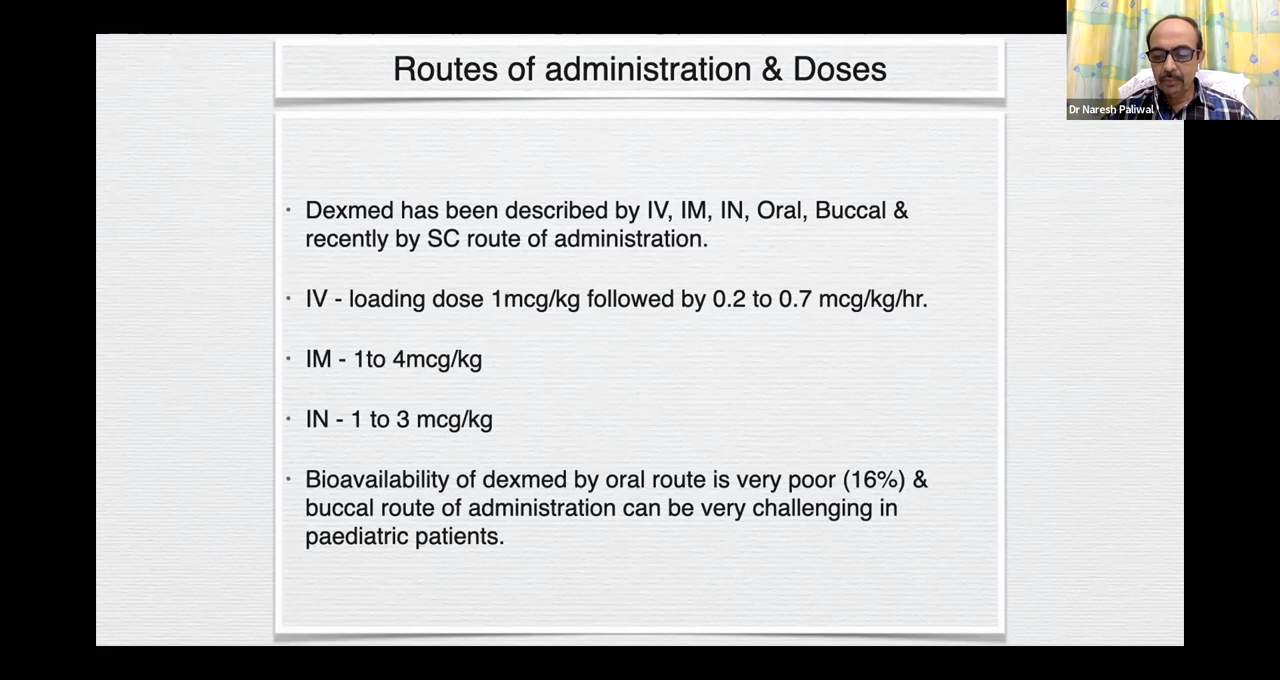 Routes of administration & Doses
Dr Naresh Paliwal
· Dexmed has been described by IV, IM, IN, Oral, Buccal &
recently by SC route of administration.
· IV - loading dose 1mcg/kg followed by 0.2 to 0.7 mcg/kg/hr.
· IM - 1to 4mcg/kg
· IN - 1 to 3 mcg/kg
· Bioavailability of dexmed by oral route is very poor (16%) &
buccal route of administration can be very challenging in
paediatric patients.